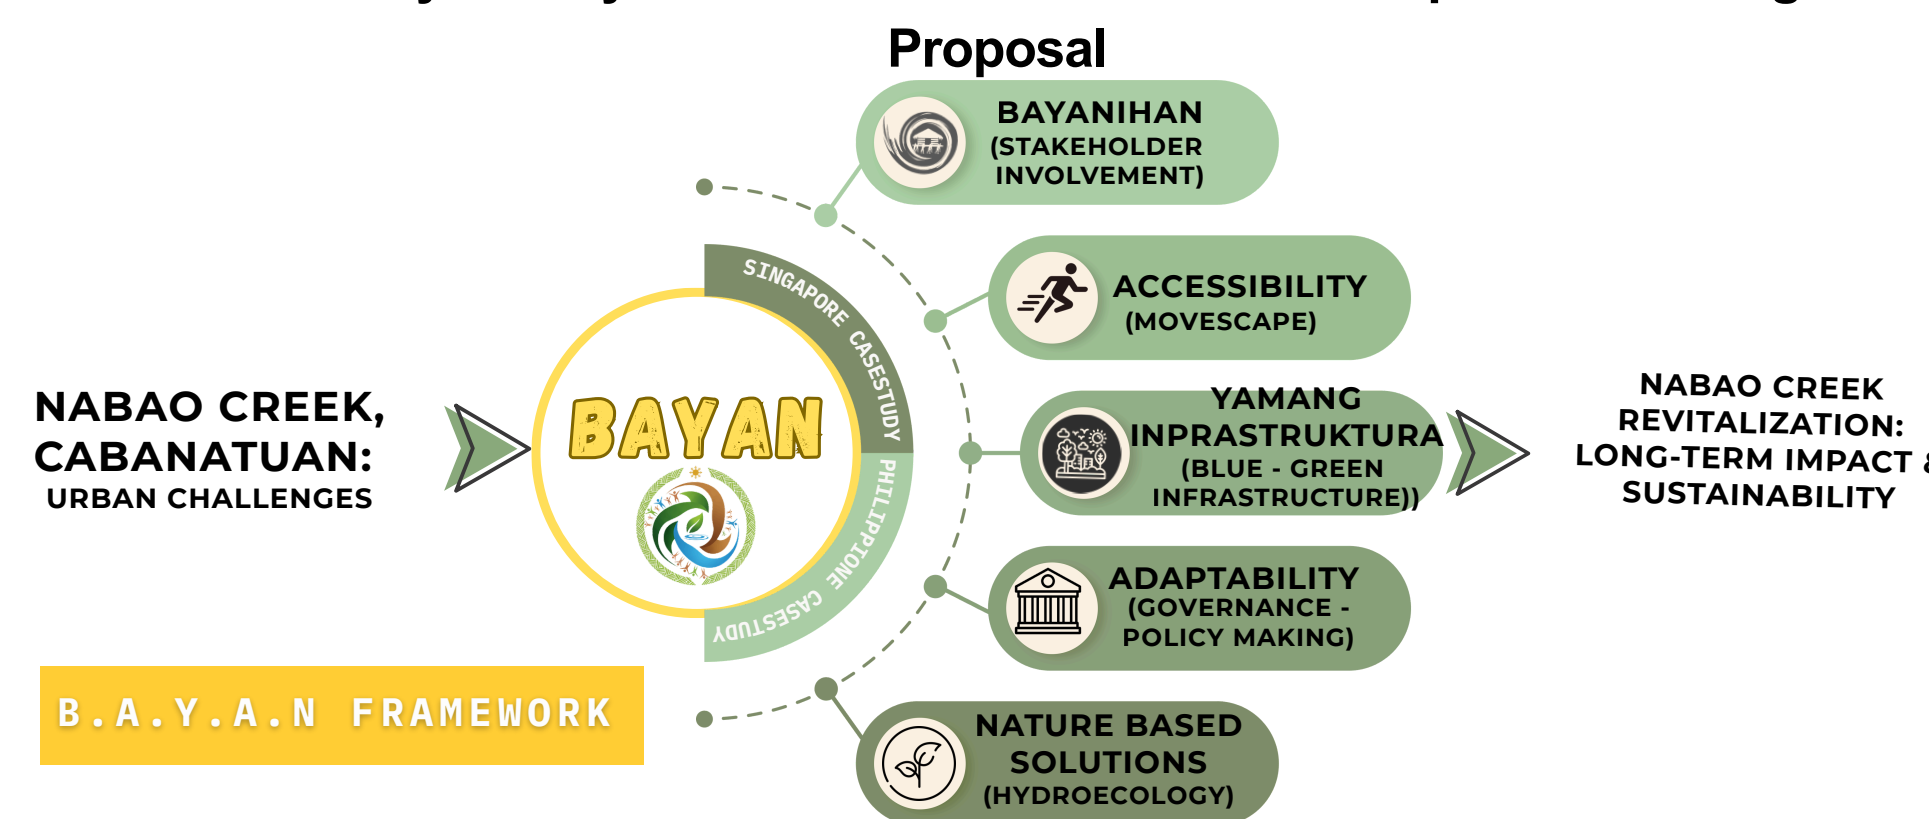 Proposal
BAYANIHAN
(STAKEHOLDER
INVOLVEMENT)
ACCESSIBILITY
(MOVESCAPE)
SINGAPORE CASESTUDY
PHILIPPIONE CASESTUDY
BAYAN
NABAO CREEK,
CABANATUAN:
URBAN CHALLENGES
YAMANG
INPRASTRUKTURA
(BLUE - GREEN
INFRASTRUCTURE))
NABAO CREEK
REVITALIZATION:
LONG-TERM IMPACT &
SUSTAINABILITY
ADAPTABILITY
(GOVERNANCE -
POLICY MAKING)
B.A.Y.A.N FRAMEWORK
NATURE BASED
SOLUTIONS
(HYDROECOLOGY)